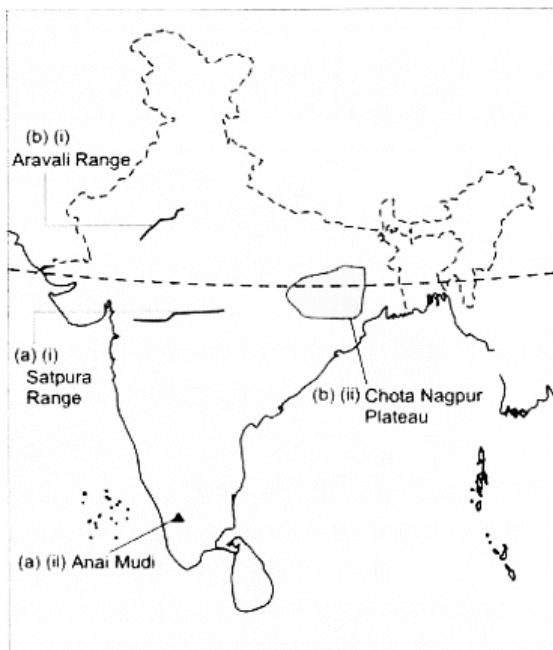 (b) (i)
Aravali Range
(a) (i)
Satpura
Range
(b) (ii) Chota Nagpur
Plateau
(a) (ii) Anai Mudi